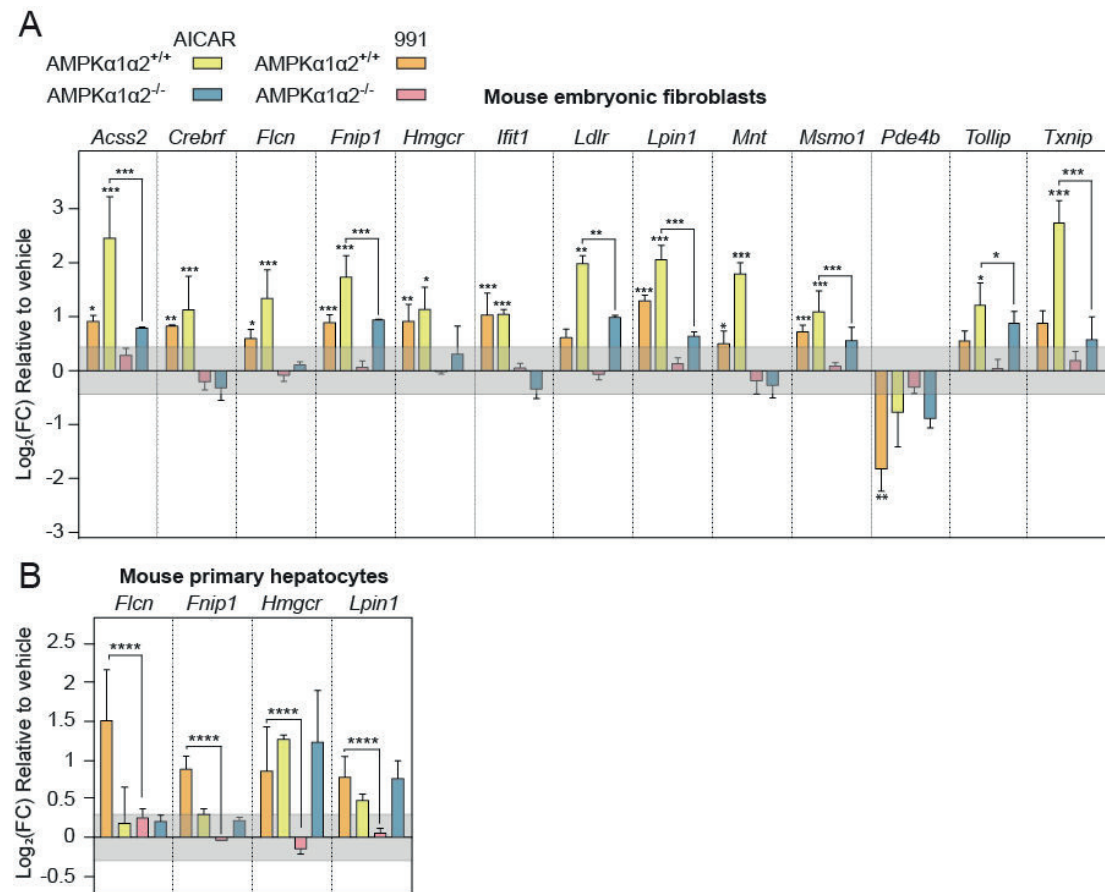 A
AICAR 991
AMPKα1α2+/+ AMPKα1α2+/+
AMPKα1α2-/- AMPKα1α2-/-
Mouse embryonic fibroblasts
Acss2 Crebrf Flcn Fnip1 Hmgcr Ifit1 Ldlr Lpin1 Mnt Msmo1 Pde4b Tollip Txnip
Log₂(FC) Relative to vehicle
3
2
1
0
-1
-2
-3
* *** *** ** *** * *** *** *** *** ** * *** *** ** ** *** *** *** * *** *** *** *** ** * * *** ***
B
Mouse primary hepatocytes
Flcn Fnip1 Hmgcr Lpin1
Log₂(FC) Relative to vehicle
2.5
2
1.5
1
0.5
0
-0.5
**** **** **** ****